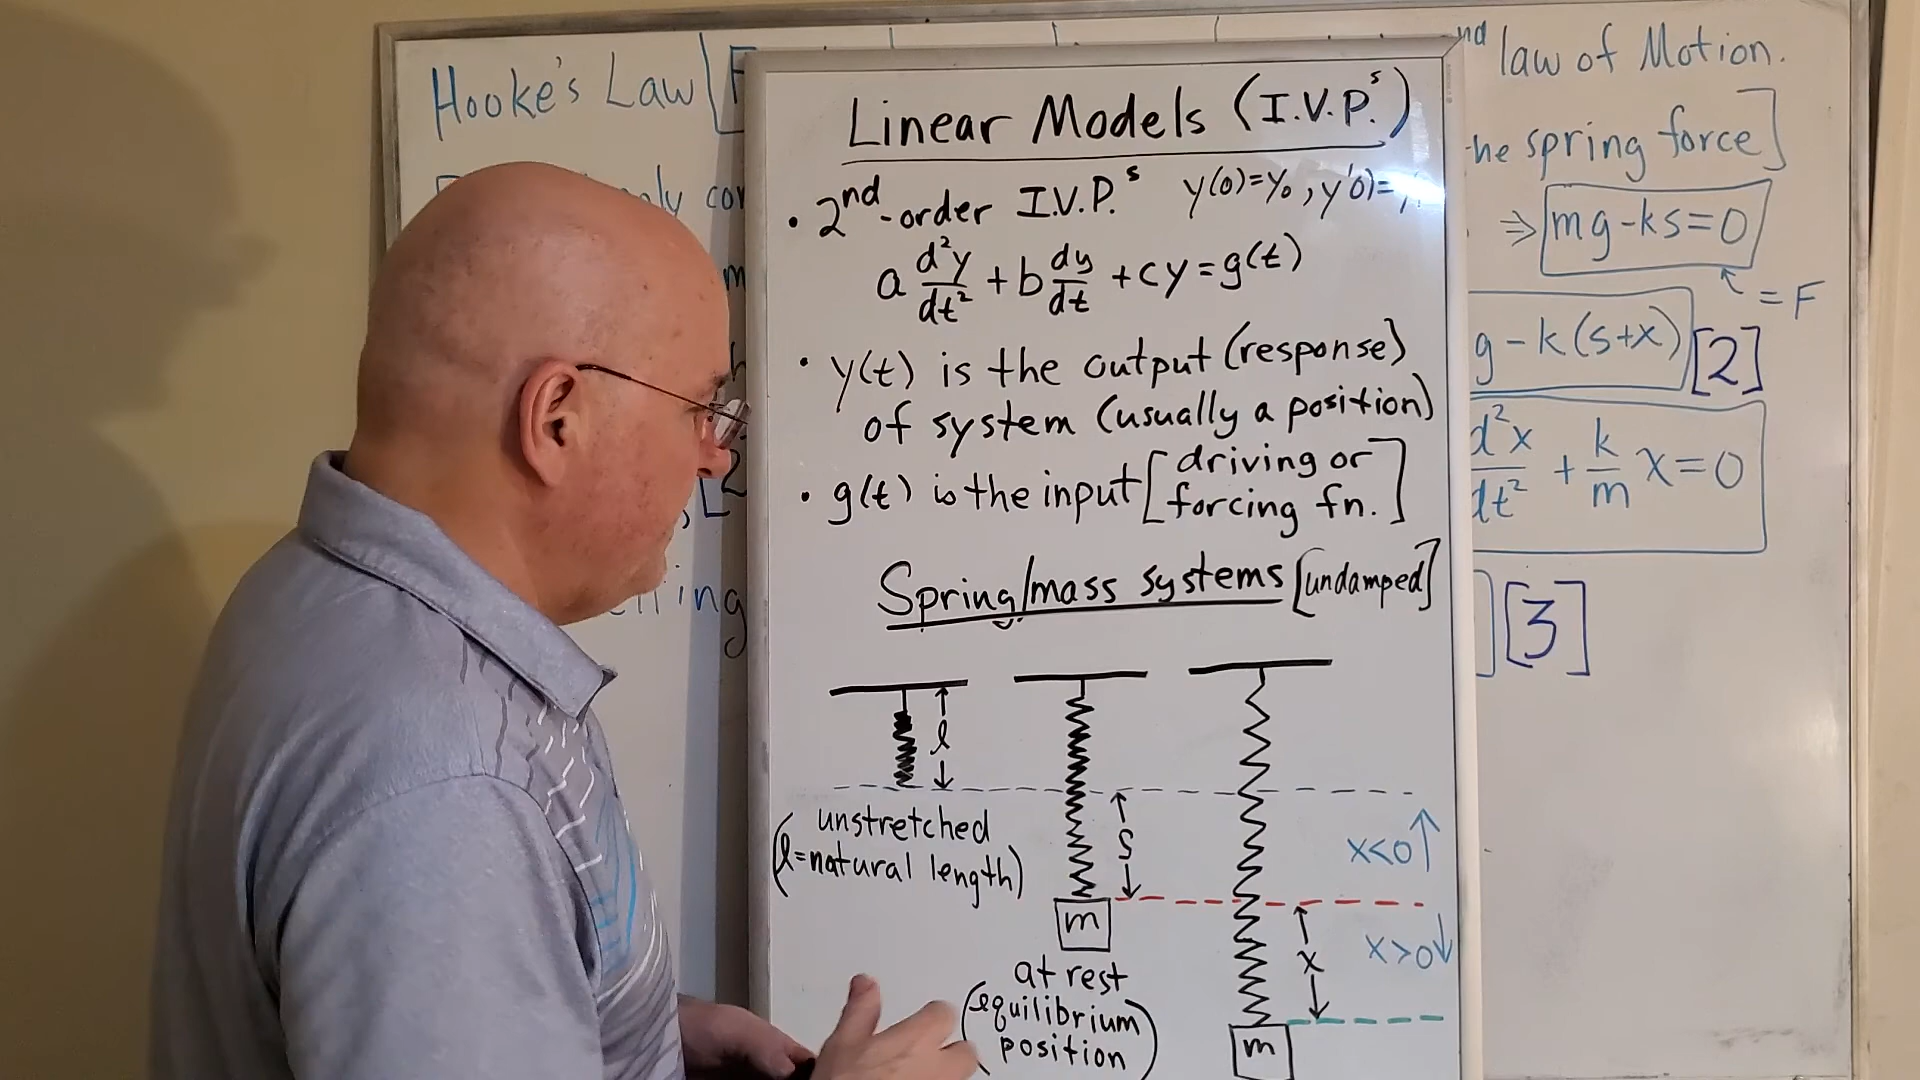 Hooke's Law
nd law of Motion.
he spring force]
⇒ mg-ks=0
= F
g-k(s+x) [2]
d²x/dt² + k/m x=0
[3]
Linear Models (I.V.P.s)
• 2nd-order I.V.P.s y(0)=y₀, y'(0)=
a d²y/dt² + b dy/dt + cy = g(t)
• y(t) is the output (response)
of system (usually a position)
• g(t) is the input [driving or
forcing fn.]
Spring/mass systems [undamped]
l
unstretched
(l=natural length)
S
m
at rest
(equilibrium
position)
x<0↑
x>0↓
x
m